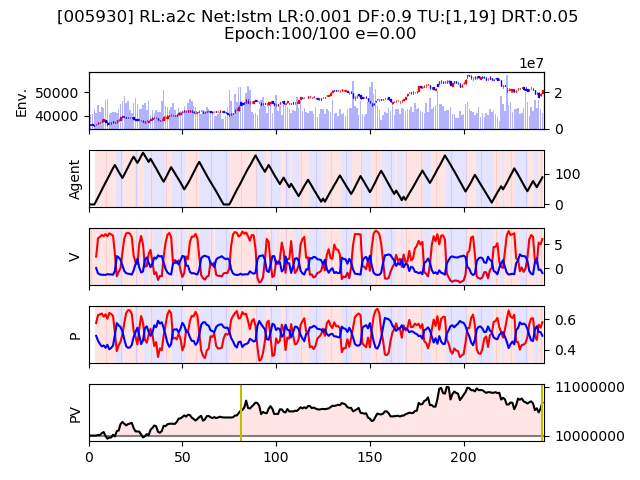 [005930] RL:a2c Net:lstm LR:0.001 DF:0.9 TU:[1,19] DRT:0.05
Epoch:100/100 e=0.00
1e7
Env.
50000
40000
2
0
Agent
100
0
V
5
0
P
0.6
0.4
PV
11000000
10000000
0 50 100 150 200